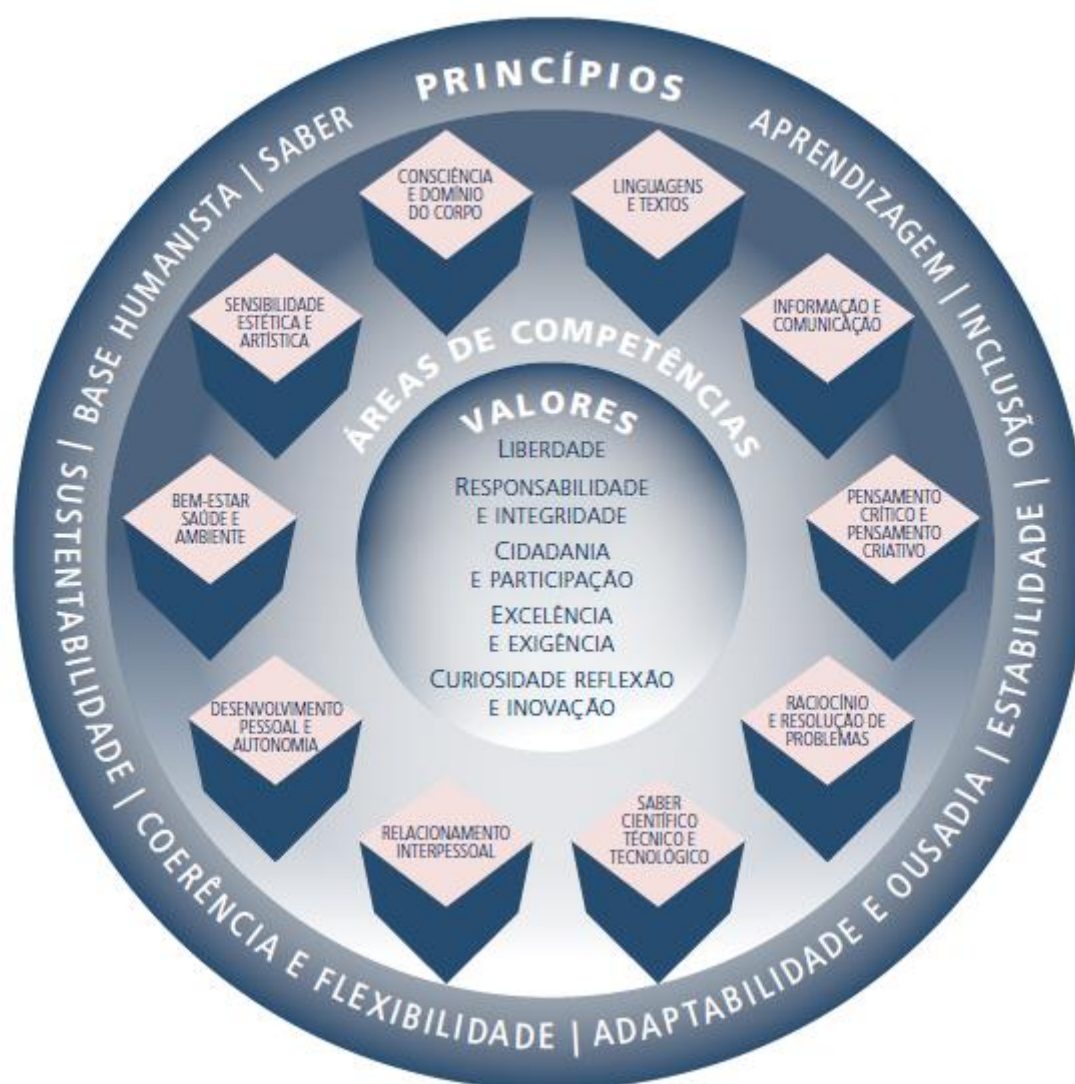 PRINCÍPIOS
APRENDIZAGEM | INCLUSÃO | ESTABILIDADE | ADAPTABILIDADE E OUSADIA | COERÊNCIA E FLEXIBILIDADE | SUSTENTABILIDADE | BASE HUMANISTA | SABER
ÁREAS DE COMPETÊNCIAS
LINGUAGENS
E TEXTOS
INFORMAÇÃO E
COMUNICAÇÃO
PENSAMENTO
CRÍTICO E
PENSAMENTO
CRIATIVO
RACIOCÍNIO
E RESOLUÇÃO DE
PROBLEMAS
SABER
CIENTÍFICO
TÉCNICO E
TECNOLÓGICO
RELACIONAMENTO
INTERPESSOAL
DESENVOLVIMENTO
PESSOAL E
AUTONOMIA
BEM-ESTAR
SAÚDE E
AMBIENTE
SENSIBILIDADE
ESTÉTICA E
ARTÍSTICA
CONSCIÊNCIA
E DOMÍNIO
DO CORPO
VALORES
LIBERDADE
RESPONSABILIDADE
E INTEGRIDADE
CIDADANIA
E PARTICIPAÇÃO
EXCELÊNCIA
E EXIGÊNCIA
CURIOSIDADE REFLEXÃO
E INOVAÇÃO